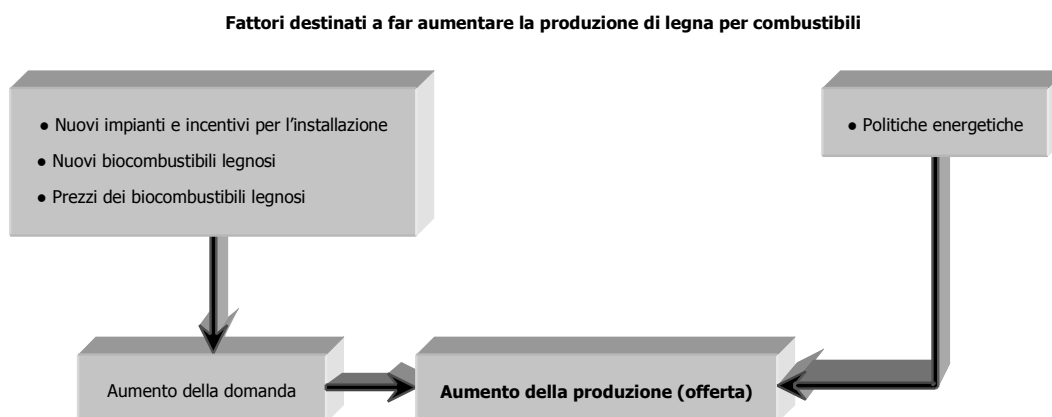 Fattori destinati a far aumentare la produzione di legna per combustibili
● Nuovi impianti e incentivi per l'installazione
● Nuovi biocombustibili legnosi
● Prezzi dei biocombustibili legnosi
● Politiche energetiche
Aumento della domanda
Aumento della produzione (offerta)